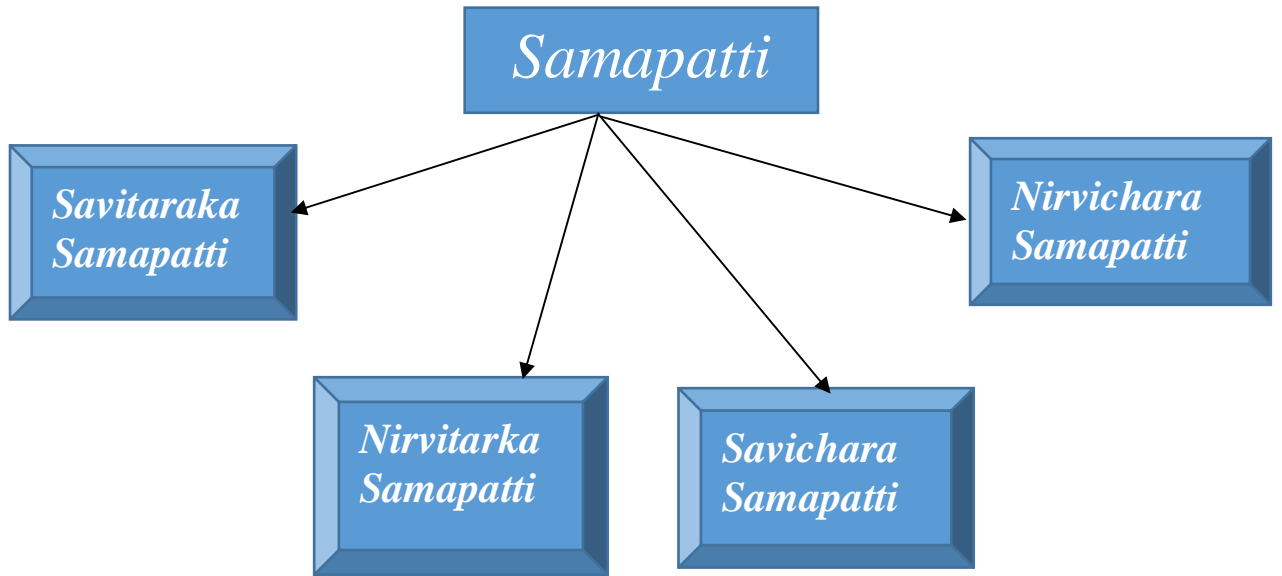 Samapatti
Savitaraka
Samapatti
Nirvichara
Samapatti
Nirvitarka
Samapatti
Savichara
Samapatti